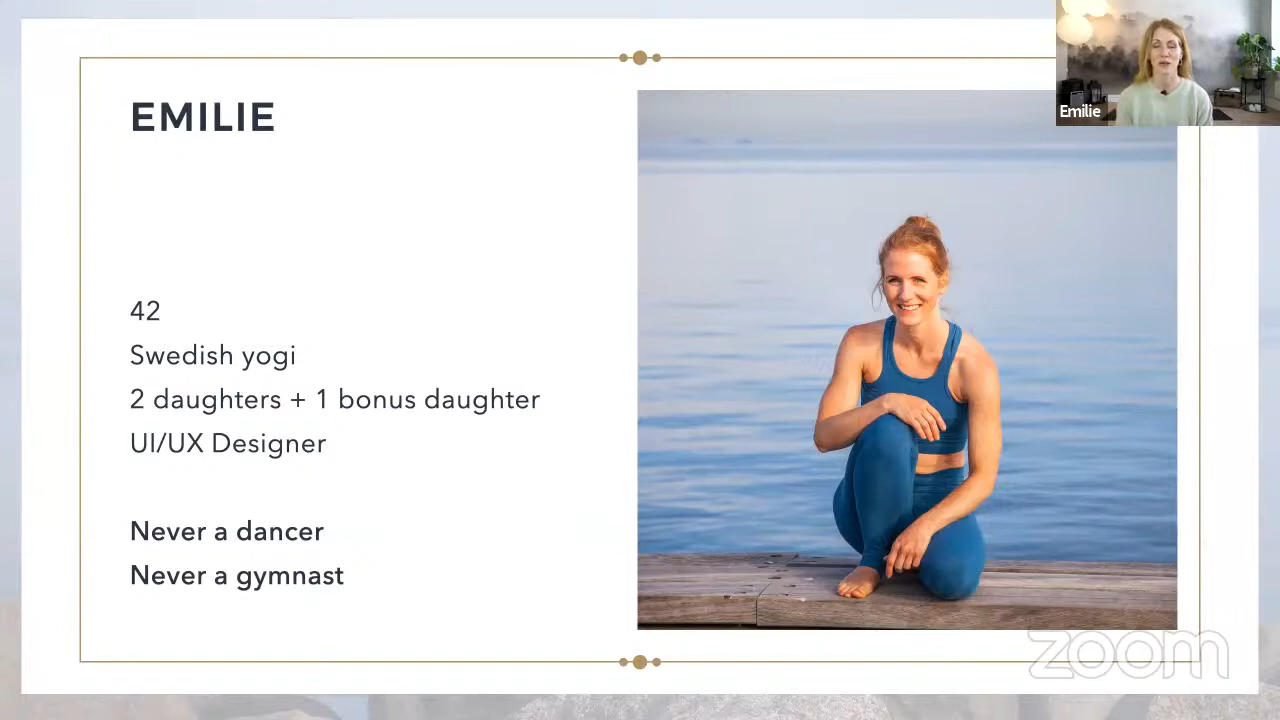 EMILIE
42
Swedish yogi
2 daughters + 1 bonus daughter
UI/UX Designer
Never a dancer
Never a gymnast
Emilie
zoom